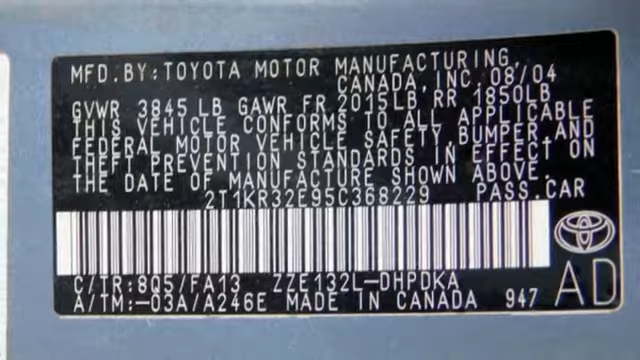 MFD.BY:TOYOTA MOTOR MANUFACTURING,
CANADA,INC. 08/04
GVWR 3845LB GAWR FR 2015LB RR 1850LB
THIS VEHICLE CONFORMS TO ALL APPLICABLE
FEDERAL MOTOR VEHICLE SAFETY,BUMPER,AND
THEFT PREVENTION STANDARDS IN EFFECT ON
THE DATE OF MANUFACTURE SHOWN ABOVE.
2T1KR32E95C368229 PASS.CAR
C/TR:8Q5/FA13 ZZE132L-DHPDKA
A/TM:-03A/A246E MADE IN CANADA 947
AD